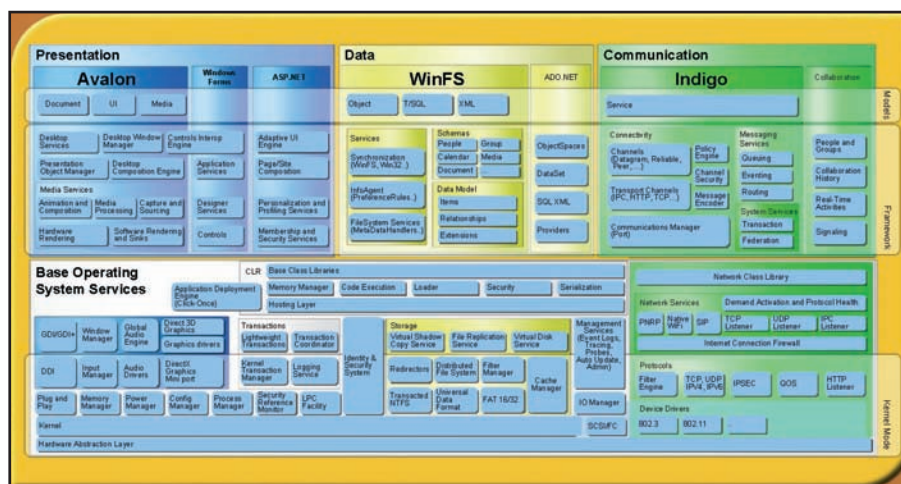 Presentation
Avalon
Windows
Forms
ASP.NET
Document
UI
Media
Desktop
Services
Desktop Window
Manager
Controls Interop
Engine
Adaptive UI
Engine
Presentation
Object Manager
Desktop
Composition Engine
Application
Services
Page/Site
Compostion
Media Services
Animation and
Composition
Media
Processing
Capture and
Sourcing
Designer
Services
Personalization and
Profiling Services
Hardware
Rendering
Software Rendering
and Sinks
Controls
Membership and
Security Services
Data
WinFS
ADO.NET
Object
T/SQL
XML
Services
Synchronization
(WinFS, Win32..)
InfoAgent
(PreferenceRules..)
FileSystem Services
(MetaDataHandlers..)
Schemas
People
Group
Calendar
Media
Document
...
Data Model
Items
Relationships
Extensions
ObjectSpaces
DataSet
SQL XML
Providers
Communication
Indigo
Collaboration
Service
Connectivity
Channels
(Datagram, Reliable,
Peer, ...)
Policy
Engine
Channel
Security
Transport Channels
(IPC, HTTP, TCP...)
Message
Encoder
Communications Manager
(Port)
Messaging
Services
Queuing
Eventing
Routing
System Services
Transaction
Federation
People and
Groups
Collaboration
History
Real-Time
Activities
Signaling
Models
Framework
Kernel Mode
Base Operating
System Services
Application Deployment
Engine
(Click-Once)
CLR
Base Class Libraries
Memory Manager
Code Execution
Loader
Security
Serialization
Hosting Layer
GDI/GDI+
Window
Manager
Global
Audio
Engine
Direct 3D
Graphics
Graphics drivers
DDI
Input
Manager
Audio
Drivers
DirectX
Graphics
Mini port
Transactions
Lightweight
Transactions
Transaction
Coordinator
Kernel
Transaction
Manager
Logging
Service
Identity &
Security
System
Storage
Virtual Shadow
Copy Service
File Replication
Service
Virtual Disk
Service
Redirectors
Distributed
File System
Filter
Manager
Transacted
NTFS
Universal
Data
Format
FAT 16/32
Cache
Manager
Management
Services
(Event Logs,
Tracing,
Probes,
Auto Update,
Admin)
IO Manager
Plug and
Play
Memory
Manager
Power
Manager
Config
Manager
Process
Manager
Security
Reference
Monitor
LPC
Facility
Kernel
SCSI/FC
Hardware Abstraction Layer
Network Class Library
Network Services
Demand Activation and Protocol Health
PNRP
Native
WiFi
SIP
TCP
Listener
UDP
Listener
IPC
Listener
Internet Connection Firewall
Protocols
Filter
Engine
TCP, UDP
IPV4, IPV6
IPSEC
QOS
HTTP
Listener
Device Drivers
802.3
802.11
...